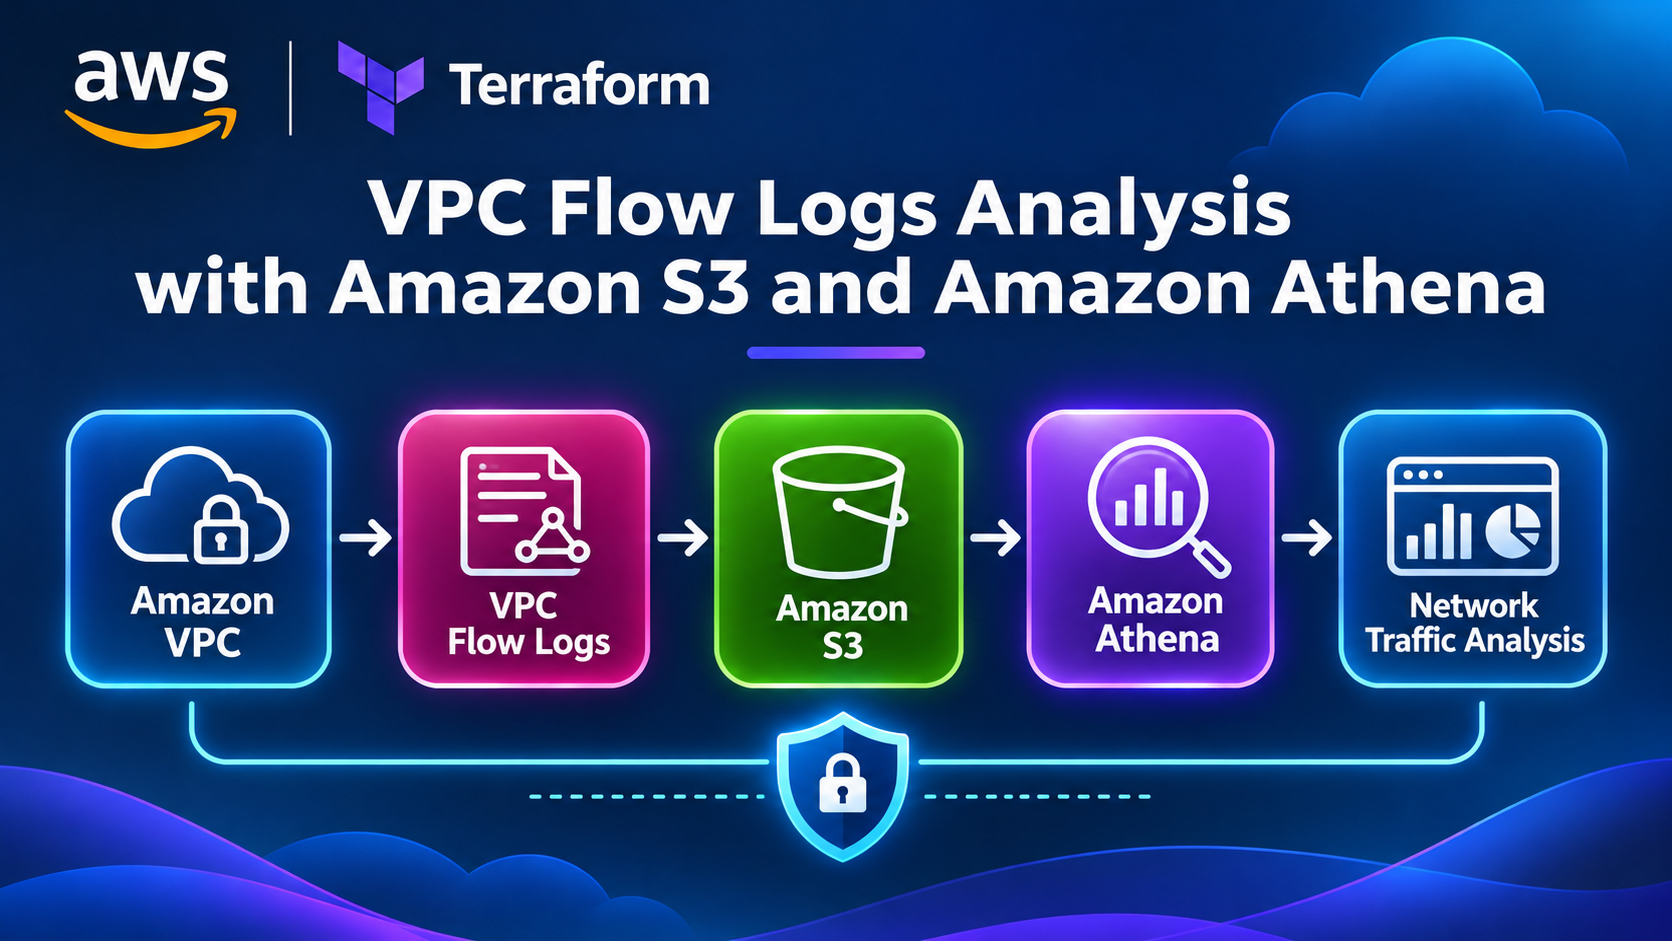 aws
Terraform
VPC Flow Logs Analysis
with Amazon S3 and Amazon Athena
Amazon
VPC
VPC
Flow Logs
Amazon
S3
Amazon
Athena
Network
Traffic Analysis